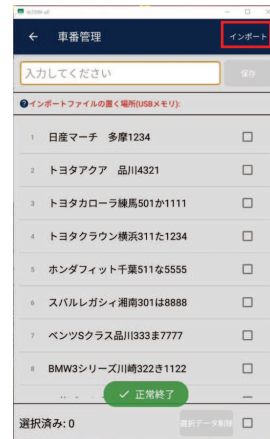 ← 車番管理 インポート
入力してください 保存
?インポートファイルの置く場所(USBメモリ):
1 日産マーチ 多摩1234
2 トヨタアクア 品川4321
3 トヨタカローラ練馬501か1111
4 トヨタクラウン横浜311た1234
5 ホンダフィット千葉511な5555
6 スバルレガシィ湘南301は8888
7 ベンツSクラス品川333ま7777
8 BMW3シリーズ川崎322き1122
✓ 正常終了
選択済み: 0 選択データ削除